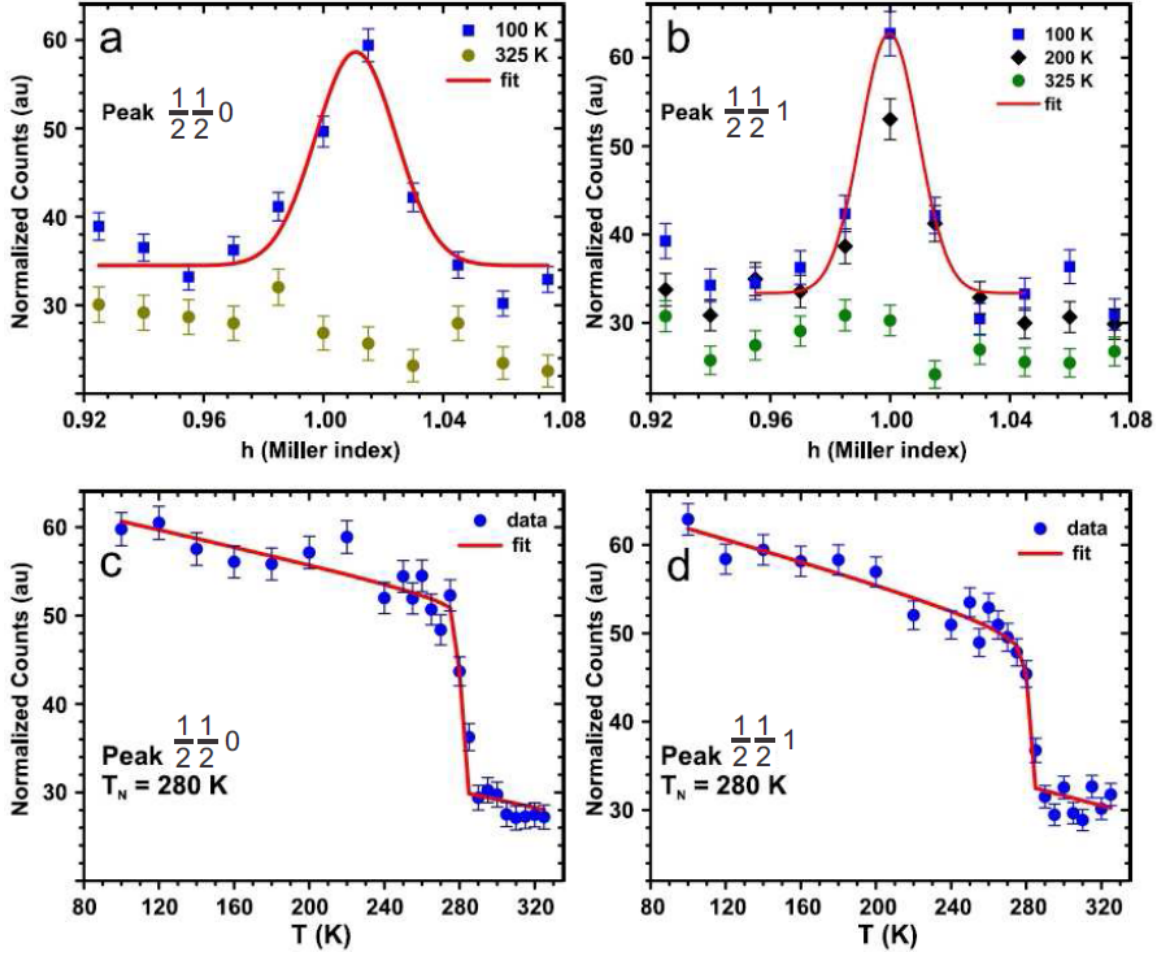 a
100 K
325 K
fit
Peak 1/2 1/2 0
60
50
40
30
Normalized Counts (au)
0.92 0.96 1.00 1.04 1.08
h (Miller index)
b
100 K
200 K
325 K
fit
Peak 1/2 1/2 1
60
50
40
30
Normalized Counts (au)
0.92 0.96 1.00 1.04 1.08
h (Miller index)
c
data
fit
Peak 1/2 1/2 0
TN = 280 K
60
50
40
30
Normalized Counts (au)
80 120 160 200 240 280 320
T (K)
d
data
fit
Peak 1/2 1/2 1
TN = 280 K
60
50
40
30
Normalized Counts (au)
80 120 160 200 240 280 320
T (K)